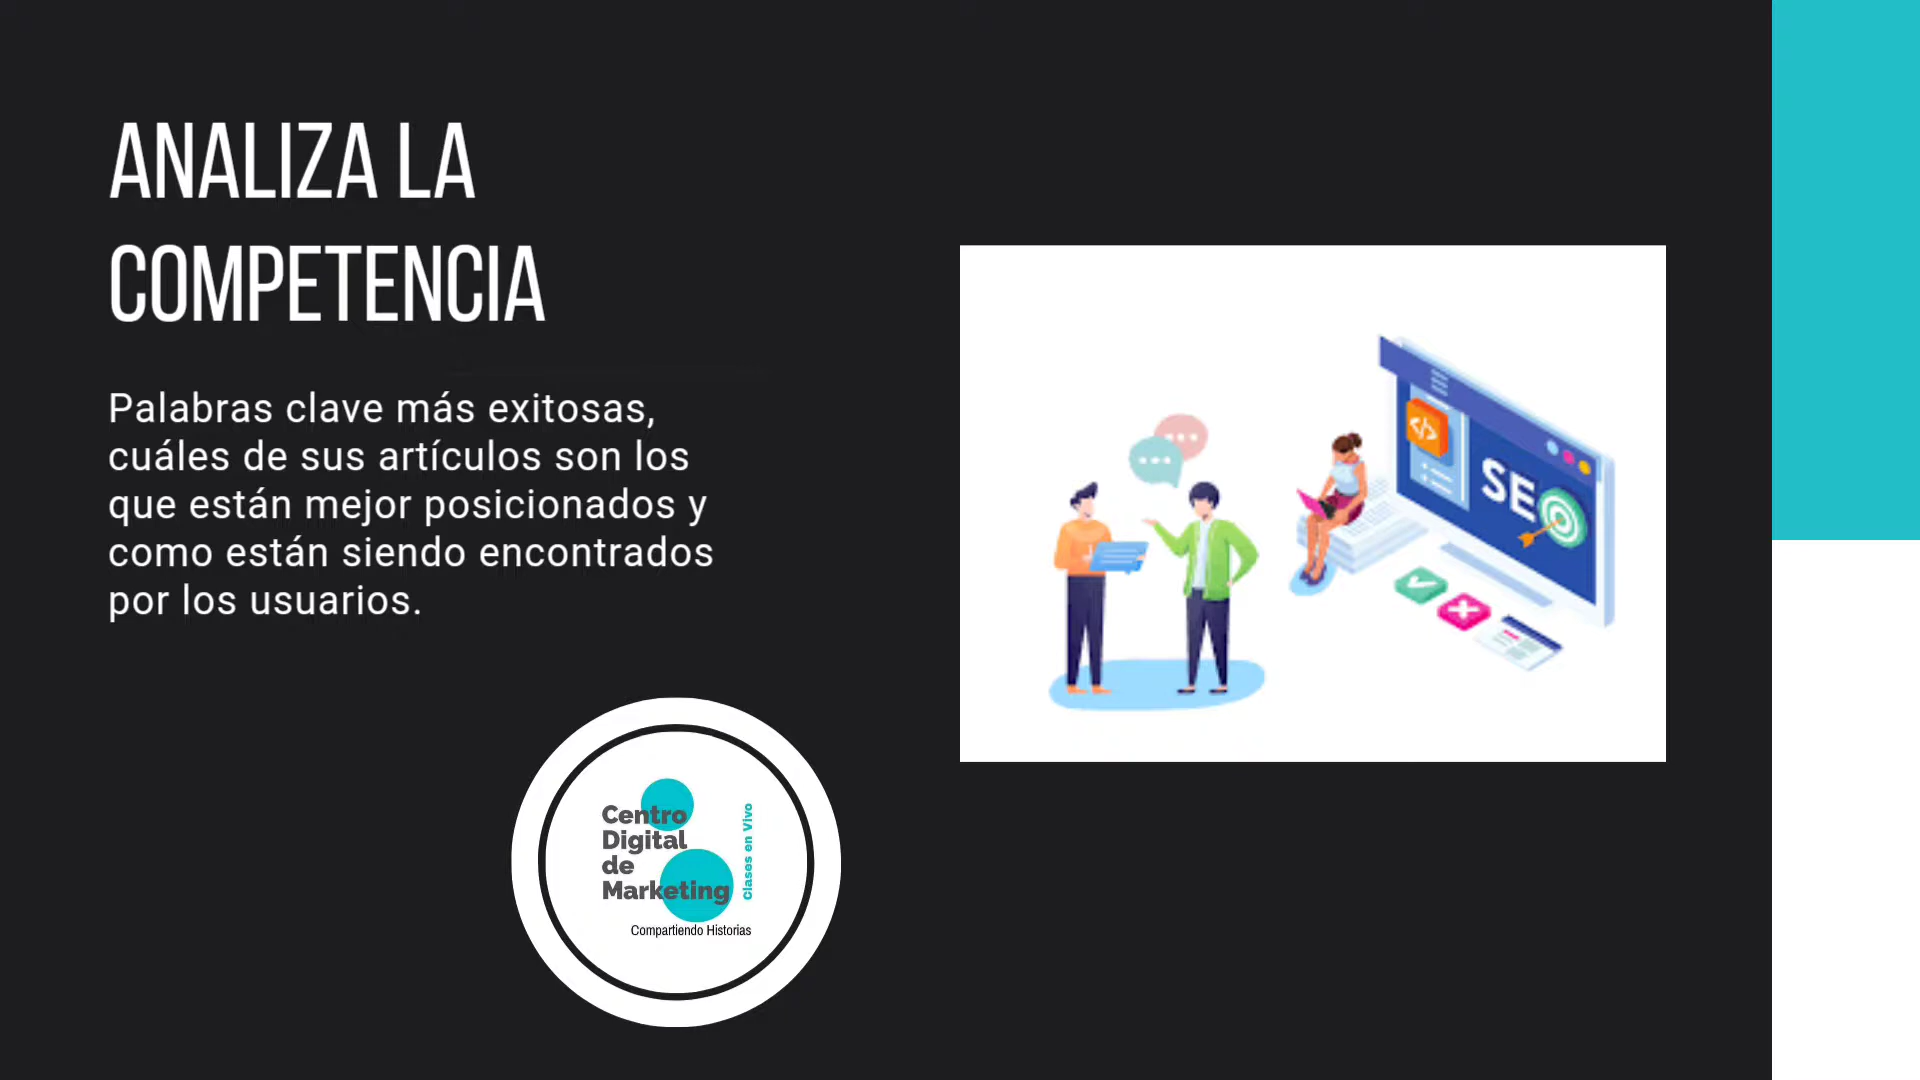 ANALIZA LA
COMPETENCIA
Palabras clave más exitosas,
cuáles de sus artículos son los
que están mejor posicionados y
como están siendo encontrados
por los usuarios.
SEO
Centro
Digital
de
Marketing
Clases en Vivo
Compartiendo Historias